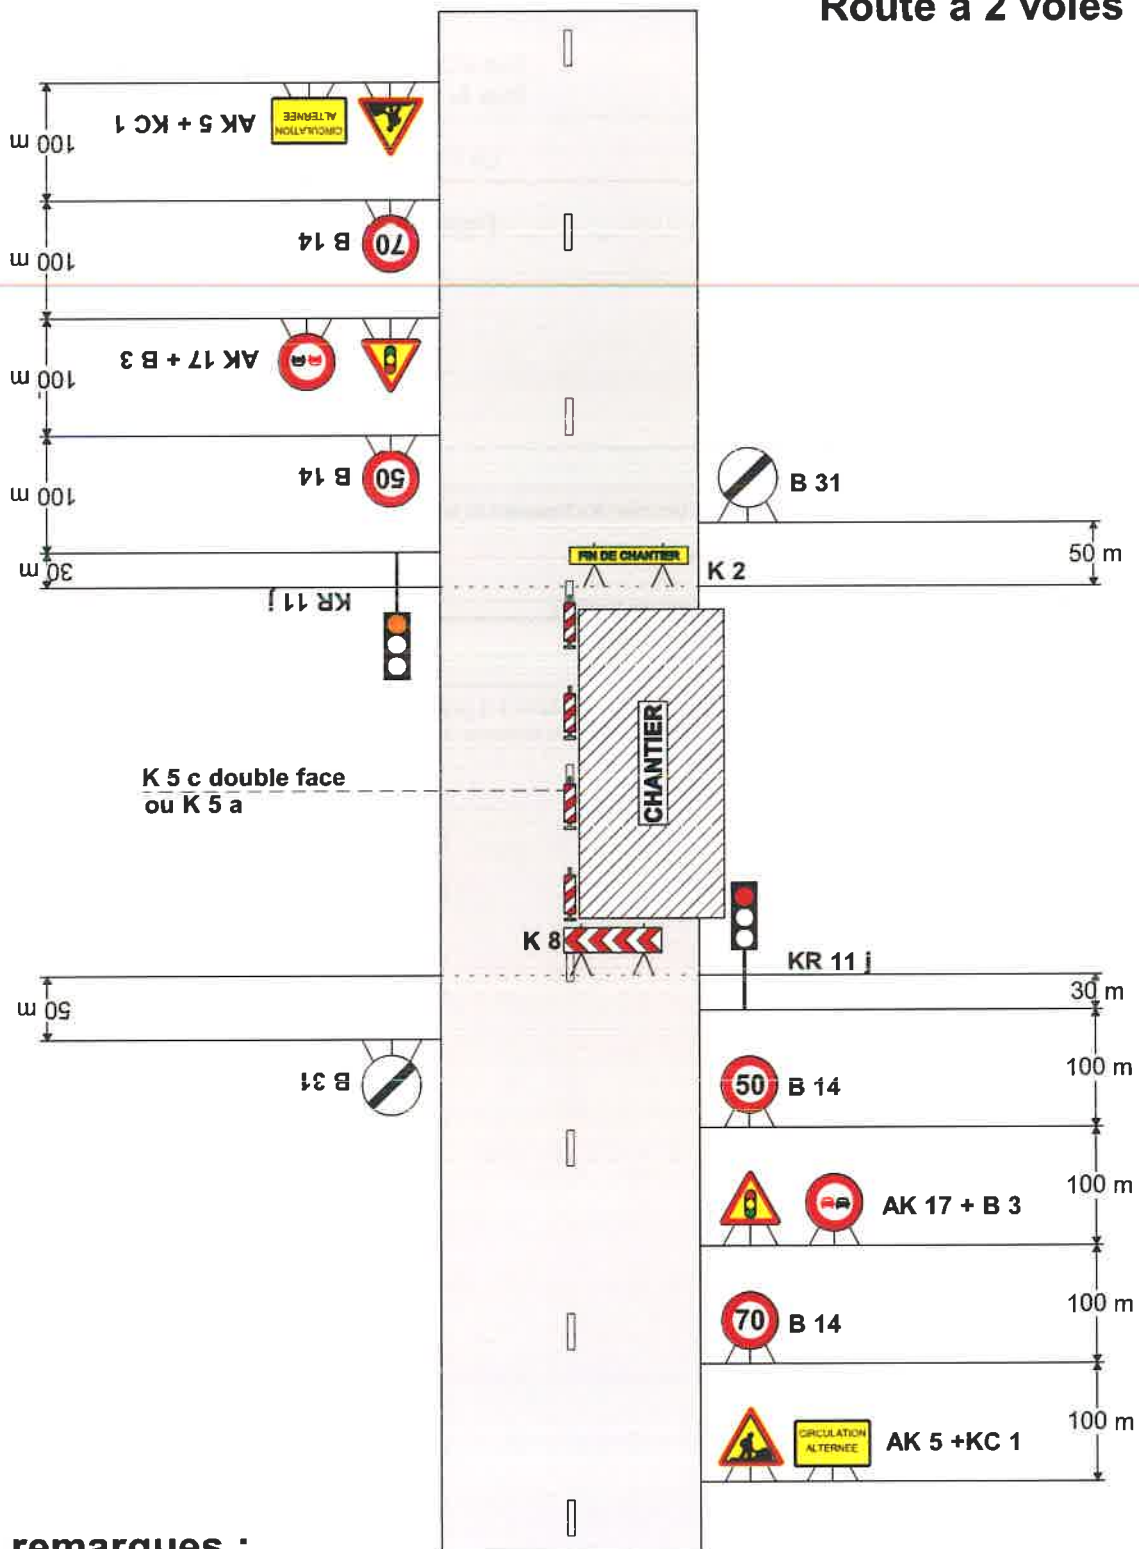 Route à 2 voies
100 m
AK 5 + KC 1
CIRCULATION
ALTERNÉE
100 m
B 14
70
100 m
AK 17 + B 3
100 m
B 14
50
B 31
30 m
KR 11 j
FIN DE CHANTIER
K 2
50 m
K 5 c double face
ou K 5 a
CHANTIER
K 8
KR 11 j
30 m
50 m
B 31
50
B 14
100 m
AK 17 + B 3
100 m
70
B 14
100 m
CIRCULATION
ALTERNÉE
AK 5 +KC 1
100 m
remarques :